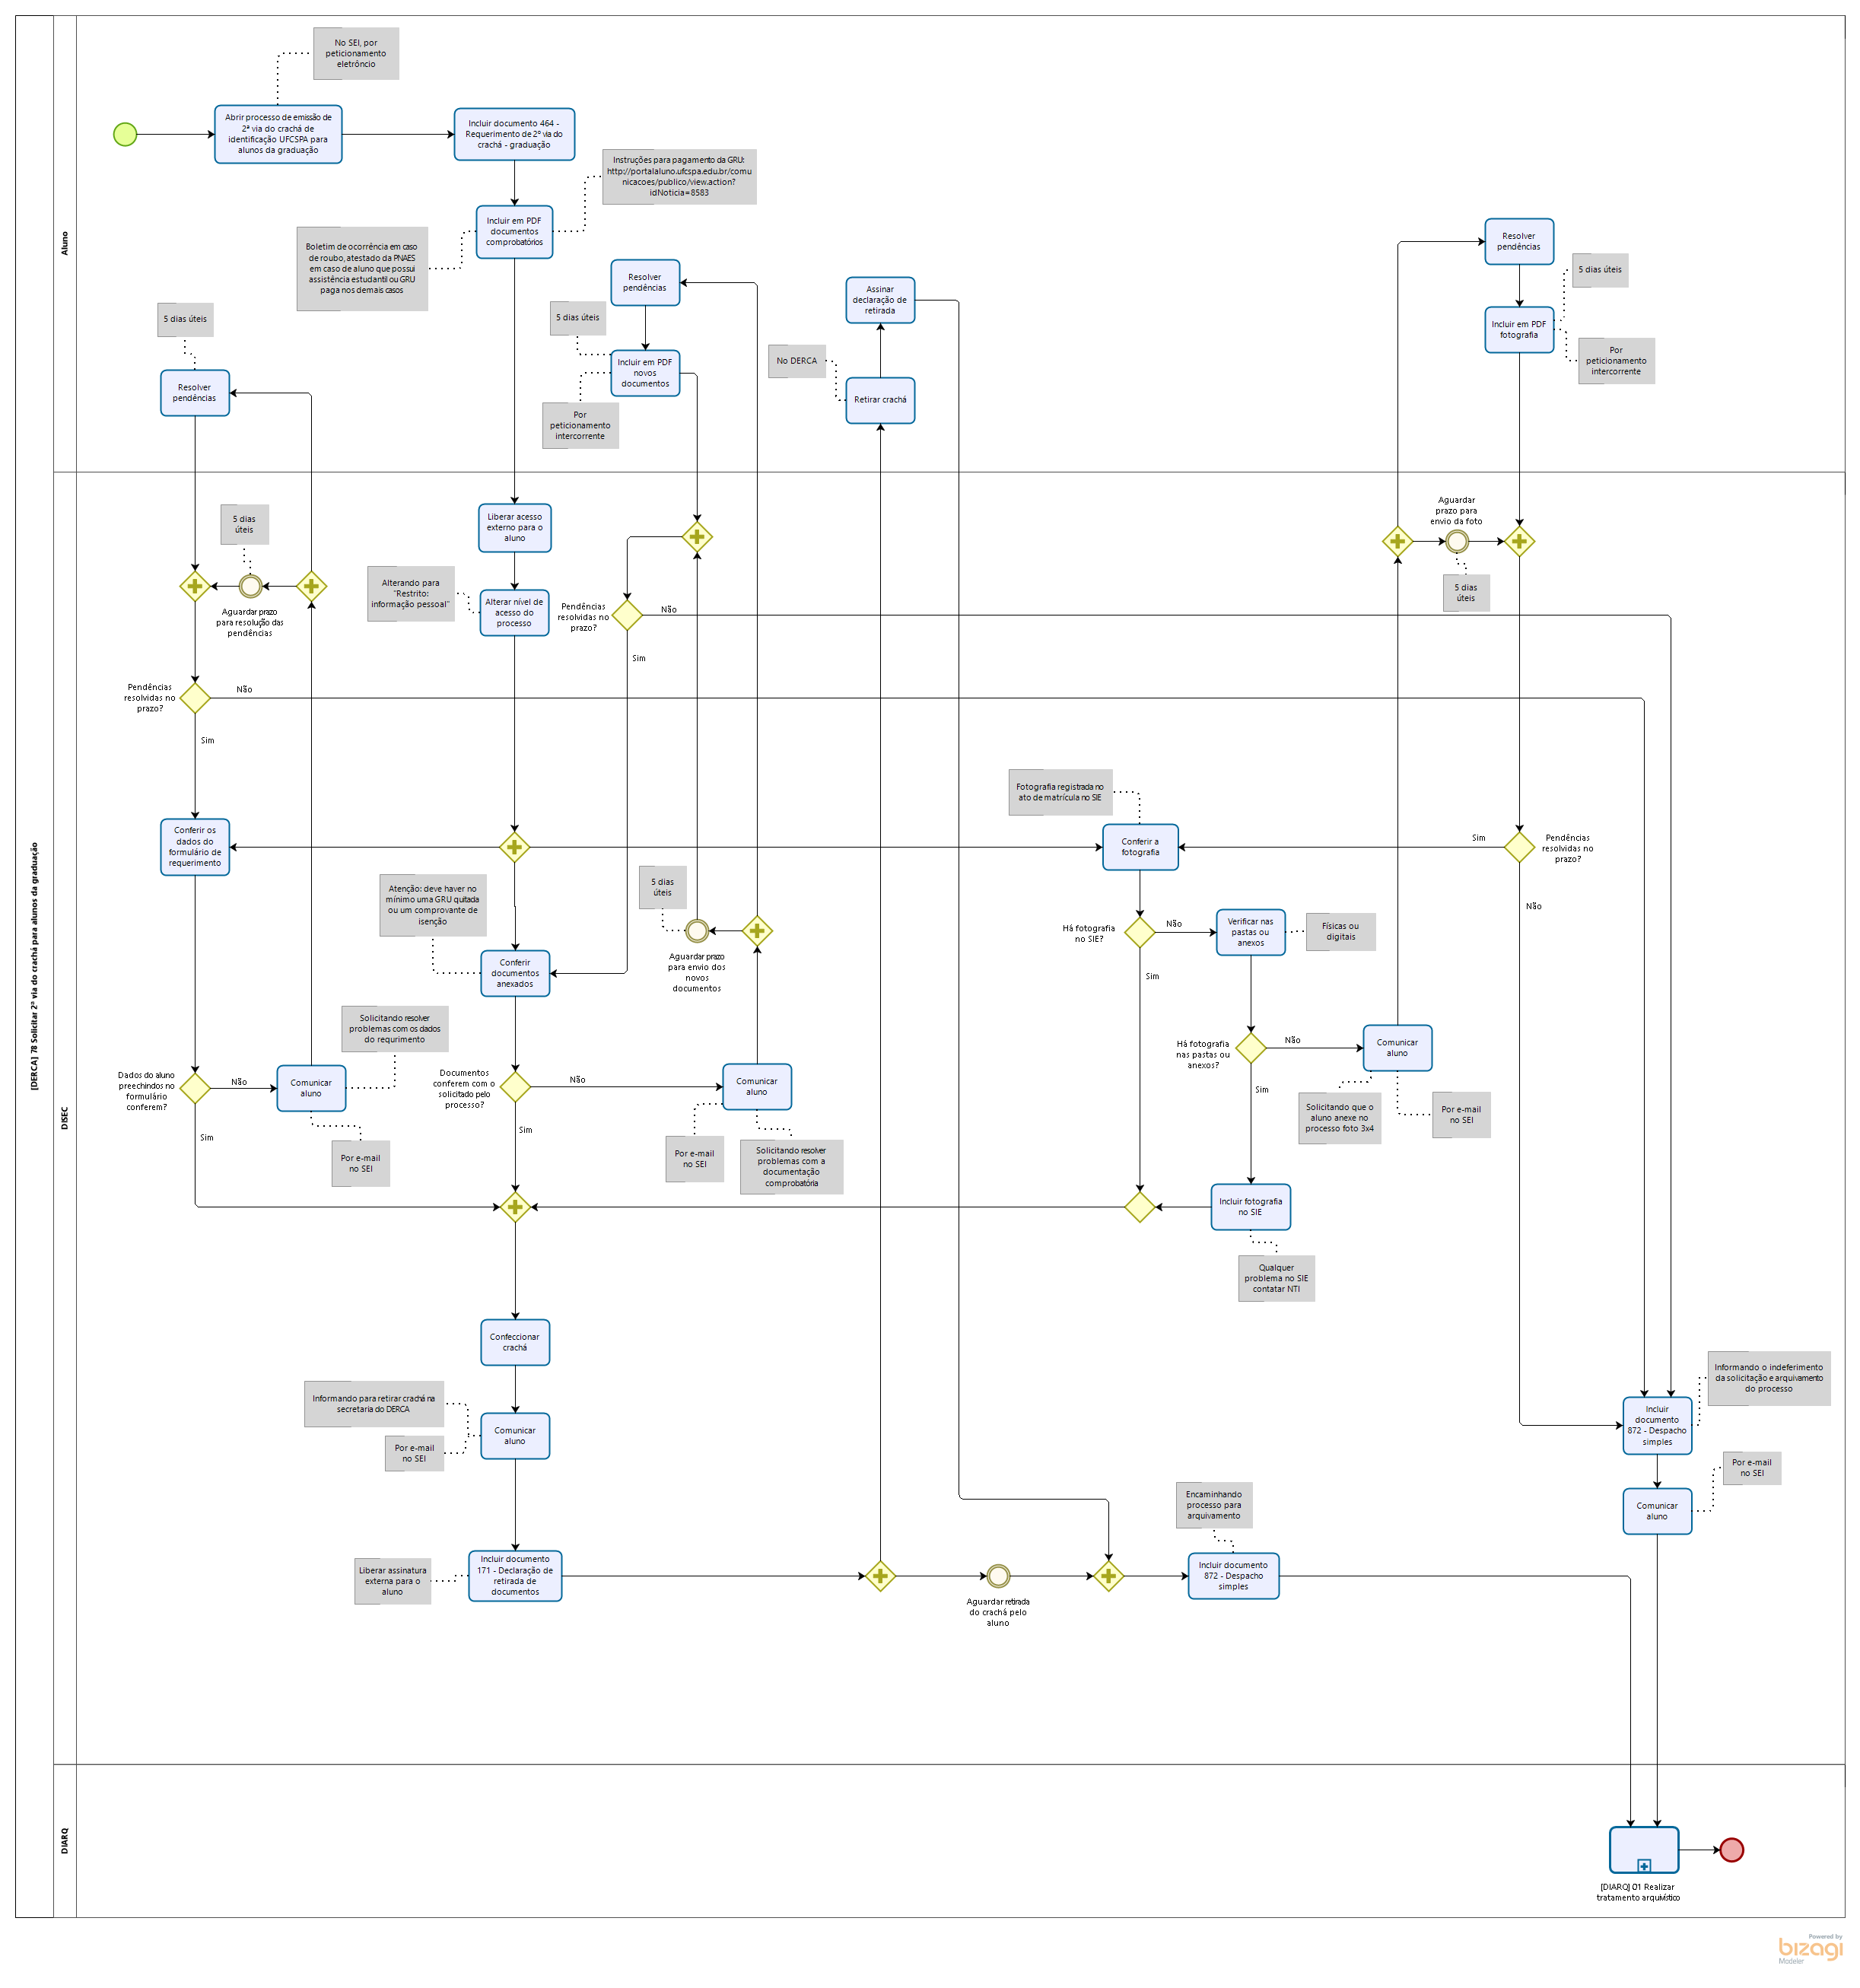 [DERCA] 78 Solicitar 2ª via do crachá para alunos da graduação
Aluno
No SEI, por
peticionamento
eletrôncio
Abrir processo de emissão de
2ª via do crachá de
identificação UFCSPA para
alunos da graduação
Incluir documento 464 -
Requerimento de 2ª via do
crachá - graduação
Instruções para pagamento da GRU:
http://portalaluno.ufcspa.edu.br/comu
nicacoes/publico/view.action?
idNoticia=8583
Incluir em PDF
documentos
comprobatórios
Boletim de ocorrência em caso
de roubo, atestado da PNAES
em caso de aluno que possui
assistência estudantil ou GRU
paga nos demais casos
5 dias úteis
Resolver
pendências
Resolver
pendências
5 dias úteis
Incluir em PDF
novos
documentos
Por
peticionamento
intercorrente
Assinar
declaração de
retirada
No DERCA
Retirar crachá
Resolver
pendências
5 dias úteis
Incluir em PDF
fotografia
Por
peticionamento
intercorrente
DISEC
5 dias
úteis
Aguardar prazo
para resolução das
pendências
Liberar acesso
externo para o
aluno
Alterando para
"Restrito:
informação pessoal"
Alterar nível de
acesso do
processo
Pendências
resolvidas no
prazo?
Não
Sim
Aguardar
prazo para
envio da foto
5 dias
úteis
Pendências
resolvidas no
prazo?
Não
Sim
Conferir os
dados do
formulário de
requerimento
Fotografia registrada no
ato de matrícula no SIE
Conferir a
fotografia
Sim
Pendências
resolvidas no
prazo?
Não
Atenção: deve haver no
mínimo uma GRU quitada
ou um comprovante de
isenção
Conferir
documentos
anexados
5 dias
úteis
Aguardar prazo
para envio dos
novos
documentos
Há fotografia
no SIE?
Não
Sim
Verificar nas
pastas ou
anexos
Físicas ou
digitais
Solicitando resolver
problemas com os dados
do requrimento
Dados do aluno
preechindos no
formulário
conferem?
Não
Sim
Comunicar
aluno
Por e-mail
no SEI
Documentos
conferem com o
solicitado pelo
processo?
Não
Sim
Comunicar
aluno
Por e-mail
no SEI
Solicitando resolver
problemas com a
documentação
comprobatória
Há fotografia
nas pastas ou
anexos?
Não
Sim
Comunicar
aluno
Solicitando que o
aluno anexe no
processo foto 3x4
Por e-mail
no SEI
Incluir fotografia
no SIE
Qualquer
problema no SIE
contatar NTI
Confeccionar
crachá
Informando para retirar crachá na
secretaria do DERCA
Por e-mail
no SEI
Comunicar
aluno
Informando o indeferimento
da solicitação e arquivamento
do processo
Incluir
documento
872 - Despacho
simples
Por e-mail
no SEI
Comunicar
aluno
Liberar assinatura
externa para o
aluno
Incluir documento
171 - Declaração de
retirada de
documentos
Aguardar retirada
do crachá pelo
aluno
Encaminhando
processo para
arquivamento
Incluir documento
872 - Despacho
simples
DIARQ
[DIARQ] 01 Realizar
tratamento arquivístico
Powered by
bizagi
Modeler